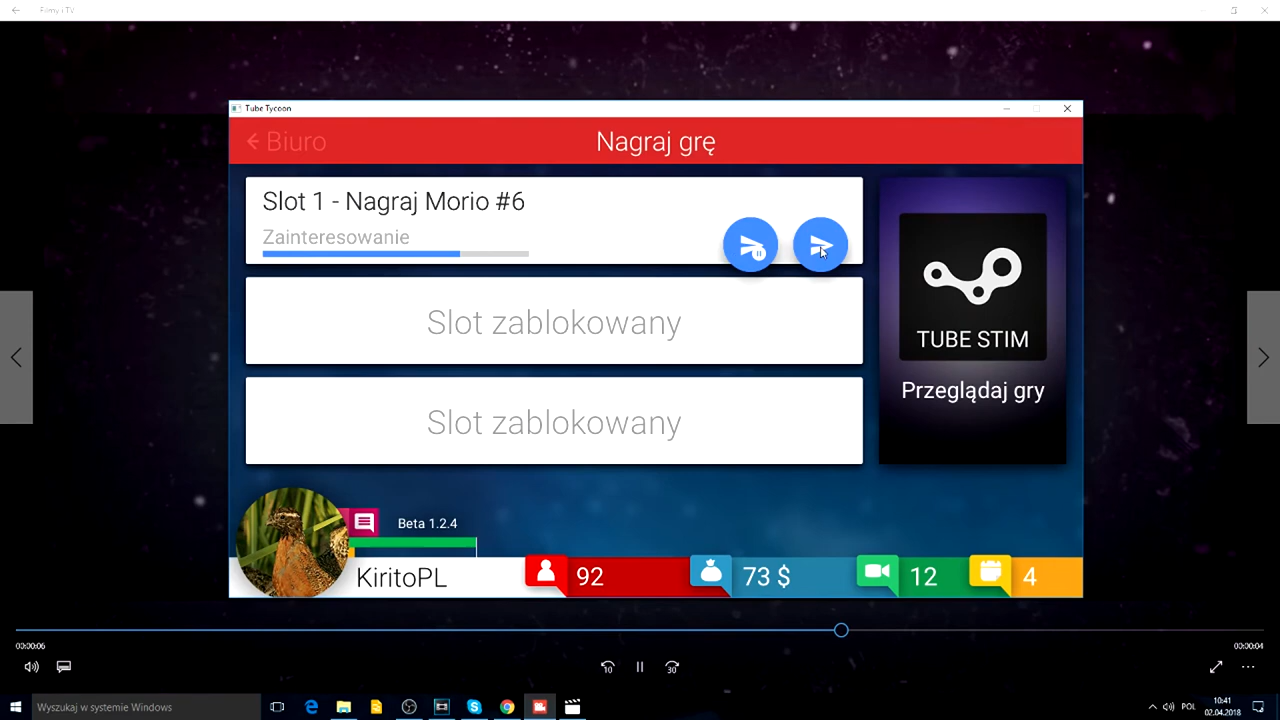 Filmy i TV
Tube Tycoon
Biuro
Nagraj grę
Slot 1 - Nagraj Morio #6
Zainteresowanie
Slot zablokowany
Slot zablokowany
TUBE STIM
Przeglądaj gry
Beta 1.2.4
KiritoPL
92
73 $
12
4
00:00:06
00:00:04
10
30
Wyszukaj w systemie Windows
POL
10:41
02.04.2018